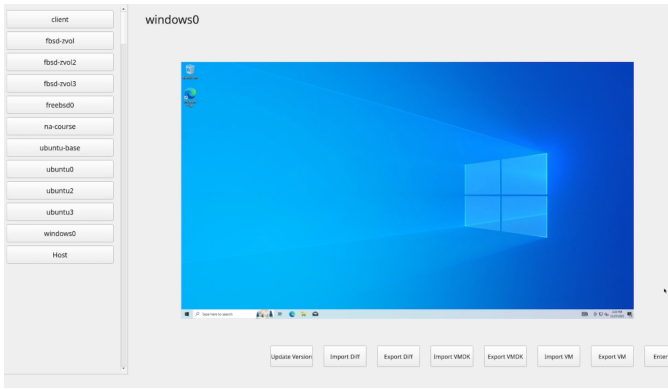 windows0
client
fbsd-zvol
fbsd-zvol2
fbsd-zvol3
freebsd0
na-course
ubuntu-base
ubuntu0
ubuntu2
ubuntu3
windows0
Host
Type here to search
Update Version
Import Diff
Export Diff
Import VMDK
Export VMDK
Import VM
Export VM
Enter